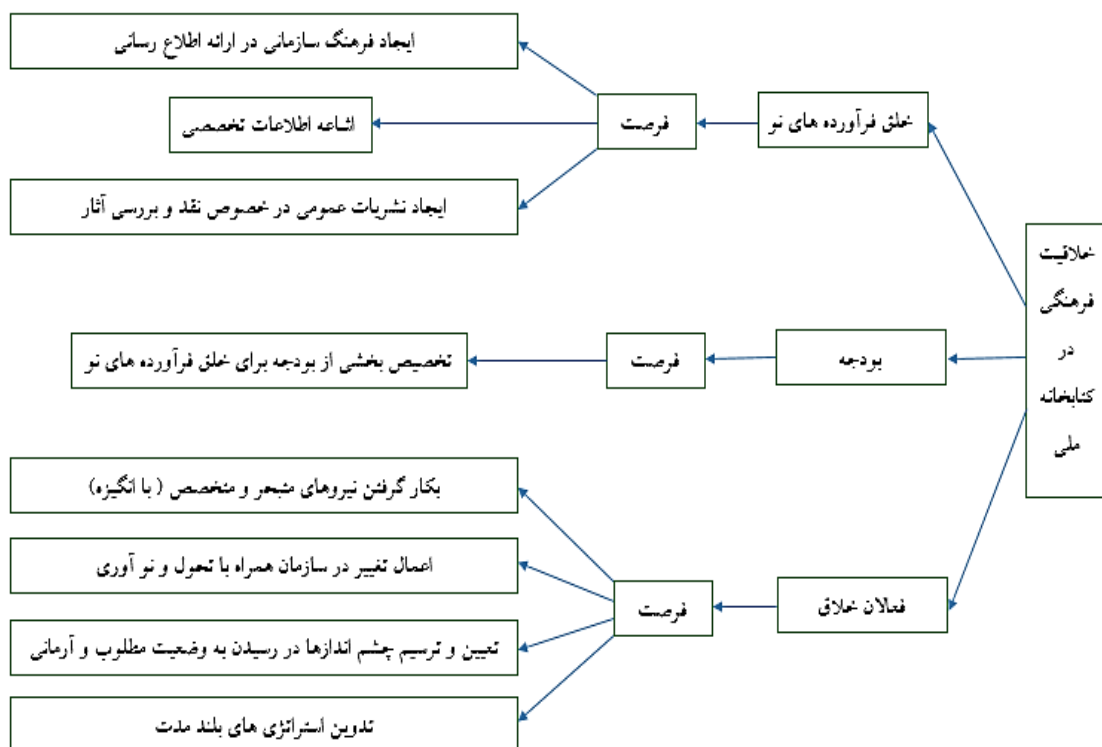 خلاقیت
فرهنگی
در
کتابخانه
ملی
خلق فرآورده های نو
فرصت
ایجاد فرهنگ سازمانی در ارائه اطلاع رسانی
اشاعه اطلاعات تخصصی
ایجاد نشریات عمومی در خصوص نقد و بررسی آثار
بودجه
فرصت
تخصیص بخشی از بودجه برای خلق فرآورده های نو
فعالان خلاق
فرصت
بکار گرفتن نیروهای متبحر و متخصص ( با انگیزه)
اعمال تغییر در سازمان همراه با تحول و نو آوری
تعیین و ترسیم چشم اندازها در رسیدن به وضعیت مطلوب و آرمانی
تدوین استراتژی های بلند مدت